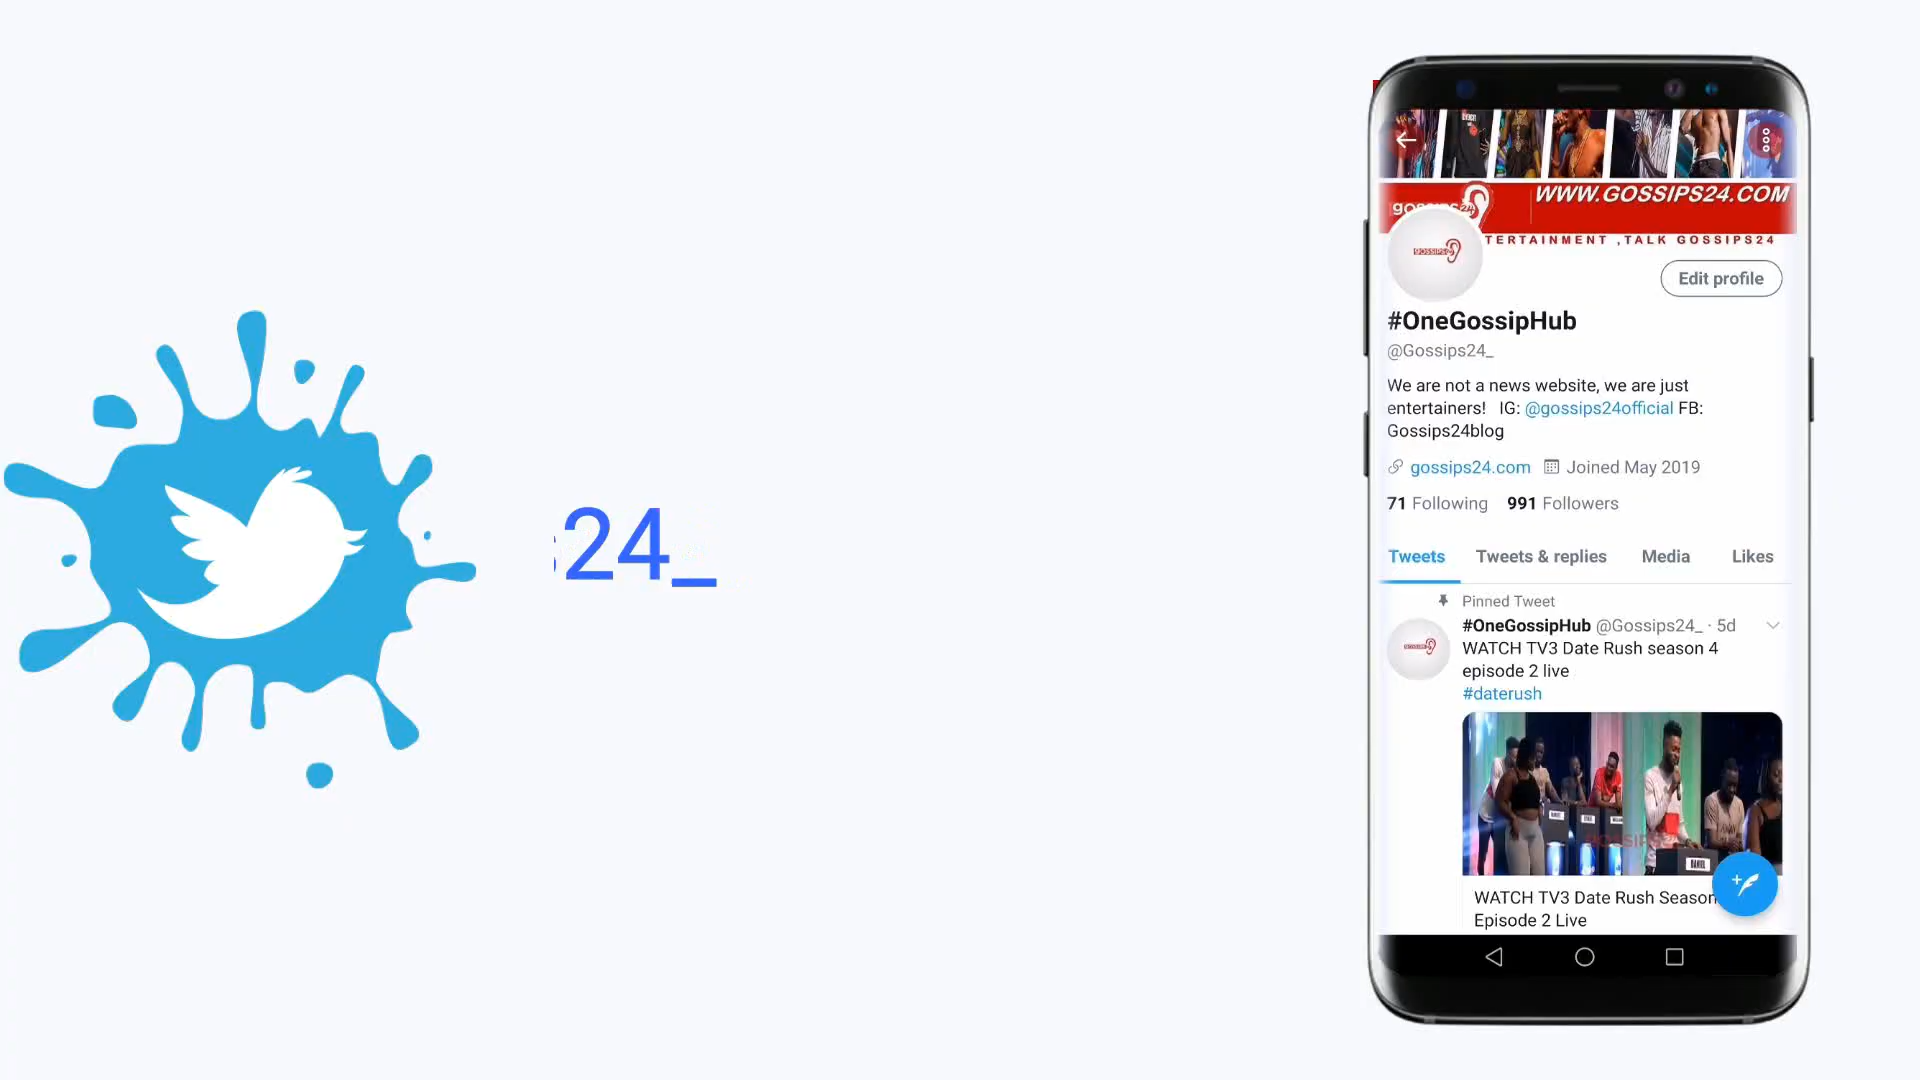 24_
WWW.GOSSIPS24.COM
TERTAINMENT ,TALK GOSSIPS24
GOSSIPS24
Edit profile
#OneGossipHub
@Gossips24_
We are not a news website, we are just
entertainers! IG: @gossips24official FB:
Gossips24blog
gossips24.com Joined May 2019
71 Following 991 Followers
Tweets Tweets & replies Media Likes
Pinned Tweet
#OneGossipHub @Gossips24_ · 5d
WATCH TV3 Date Rush season 4
episode 2 live
#daterush
GOSSIPS24
DANIEL
WATCH TV3 Date Rush Season
Episode 2 Live